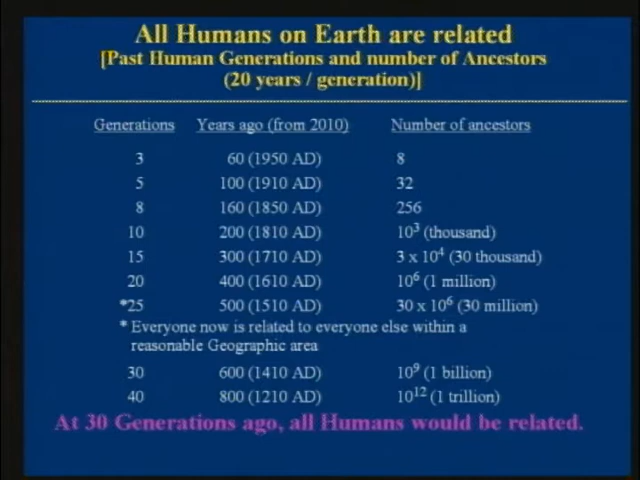 All Humans on Earth are related
[Past Human Generations and number of Ancestors
(20 years / generation)]
Generations Years ago (from 2010) Number of ancestors
3 60 (1950 AD) 8
5 100 (1910 AD) 32
8 160 (1850 AD) 256
10 200 (1810 AD) 10³ (thousand)
15 300 (1710 AD) 3 x 10⁴ (30 thousand)
20 400 (1610 AD) 10⁶ (1 million)
*25 500 (1510 AD) 30 x 10⁶ (30 million)
* Everyone now is related to everyone else within a
reasonable Geographic area
30 600 (1410 AD) 10⁹ (1 billion)
40 800 (1210 AD) 10¹² (1 trillion)
At 30 Generations ago, all Humans would be related.